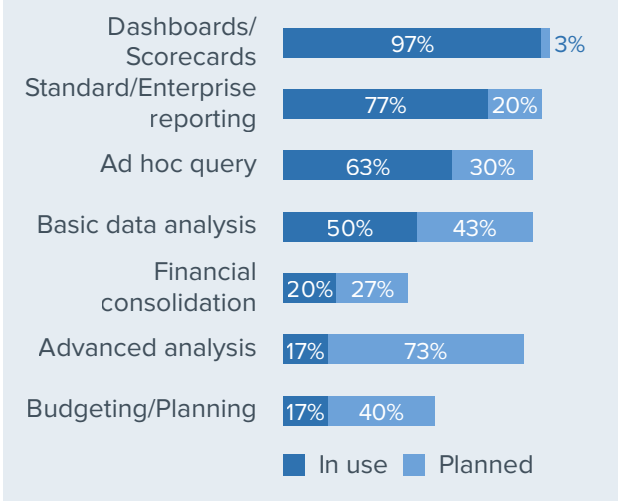 Dashboards/
Scorecards
97% 3%
Standard/Enterprise
reporting
77% 20%
Ad hoc query 63% 30%
Basic data analysis 50% 43%
Financial
consolidation
20% 27%
Advanced analysis 17% 73%
Budgeting/Planning 17% 40%
In use Planned